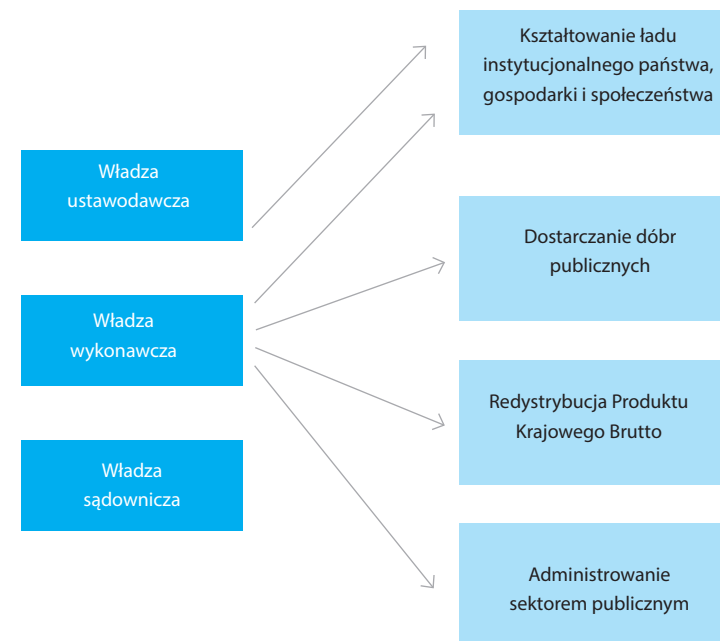 Władza
ustawodawcza
Władza
wykonawcza
Władza
sądownicza
Kształtowanie ładu
instytucjonalnego państwa,
gospodarki i społeczeństwa
Dostarczanie dóbr
publicznych
Redystrybucja Produktu
Krajowego Brutto
Administrowanie
sektorem publicznym